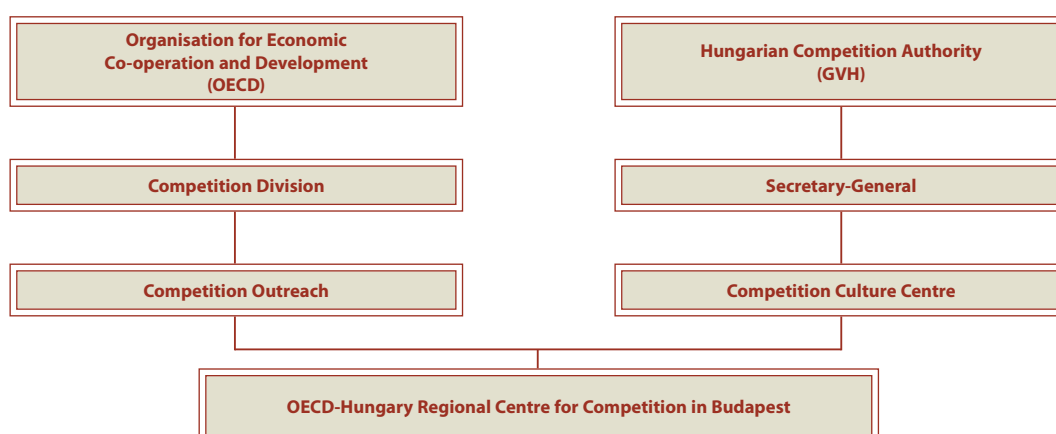 Organisation for Economic
Co-operation and Development
(OECD)
Hungarian Competition Authority
(GVH)
Competition Division
Secretary-General
Competition Outreach
Competition Culture Centre
OECD-Hungary Regional Centre for Competition in Budapest